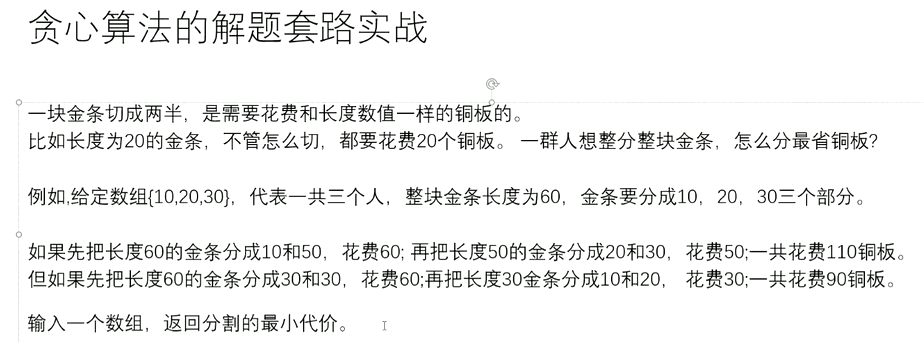 贪心算法的解题套路实战
一块金条切成两半，是需要花费和长度数值一样的铜板的。
比如长度为20的金条，不管怎么切，都要花费20个铜板。 一群人想整分整块金条，怎么分最省铜板?
例如,给定数组{10,20,30}，代表一共三个人，整块金条长度为60，金条要分成10，20，30三个部分。
如果先把长度60的金条分成10和50，花费60; 再把长度50的金条分成20和30，花费50;一共花费110铜板。
但如果先把长度60的金条分成30和30，花费60;再把长度30金条分成10和20， 花费30;一共花费90铜板。
输入一个数组，返回分割的最小代价。